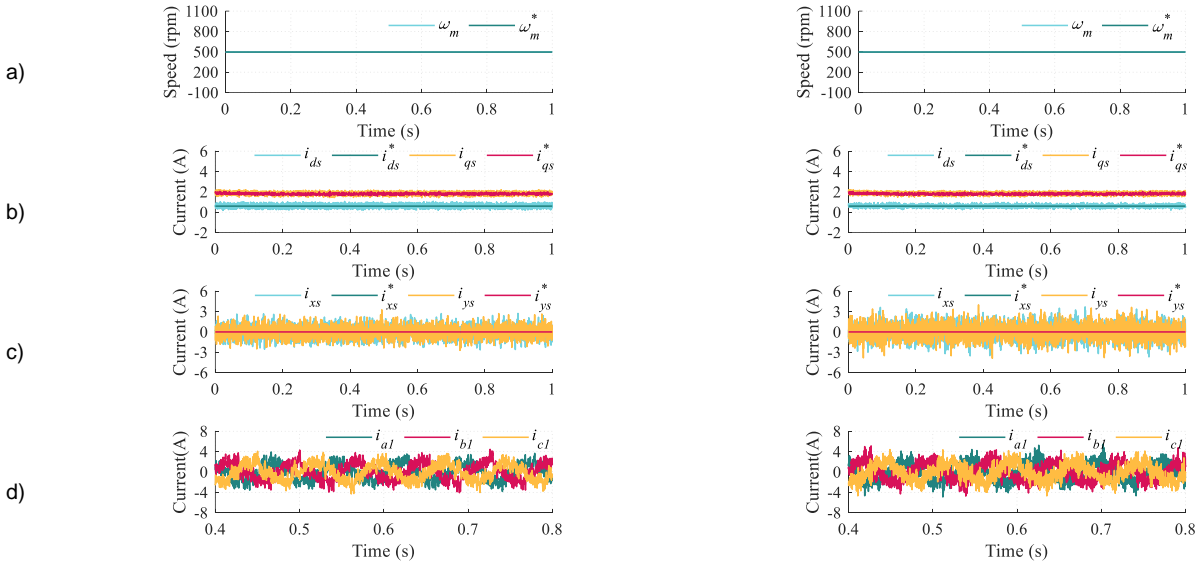 a)
Speed (rpm)
1100
800
500
200
-100
ω_m ω_m^*
0 0.2 0.4 0.6 0.8 1
Time (s)
Speed (rpm)
1100
800
500
200
-100
ω_m ω_m^*
0 0.2 0.4 0.6 0.8 1
Time (s)
b)
Current (A)
6
4
2
0
-2
i_ds i_ds^* i_qs i_qs^*
0 0.2 0.4 0.6 0.8 1
Time (s)
Current (A)
6
4
2
0
-2
i_ds i_ds^* i_qs i_qs^*
0 0.2 0.4 0.6 0.8 1
Time (s)
c)
Current (A)
6
3
0
-3
-6
i_xs i_xs^* i_ys i_ys^*
0 0.2 0.4 0.6 0.8 1
Time (s)
Current (A)
6
3
0
-3
-6
i_xs i_xs^* i_ys i_ys^*
0 0.2 0.4 0.6 0.8 1
Time (s)
d)
Current(A)
8
4
0
-4
-8
i_a1 i_b1 i_c1
0.4 0.5 0.6 0.7 0.8
Time (s)
Current(A)
8
4
0
-4
-8
i_a1 i_b1 i_c1
0.4 0.5 0.6 0.7 0.8
Time (s)